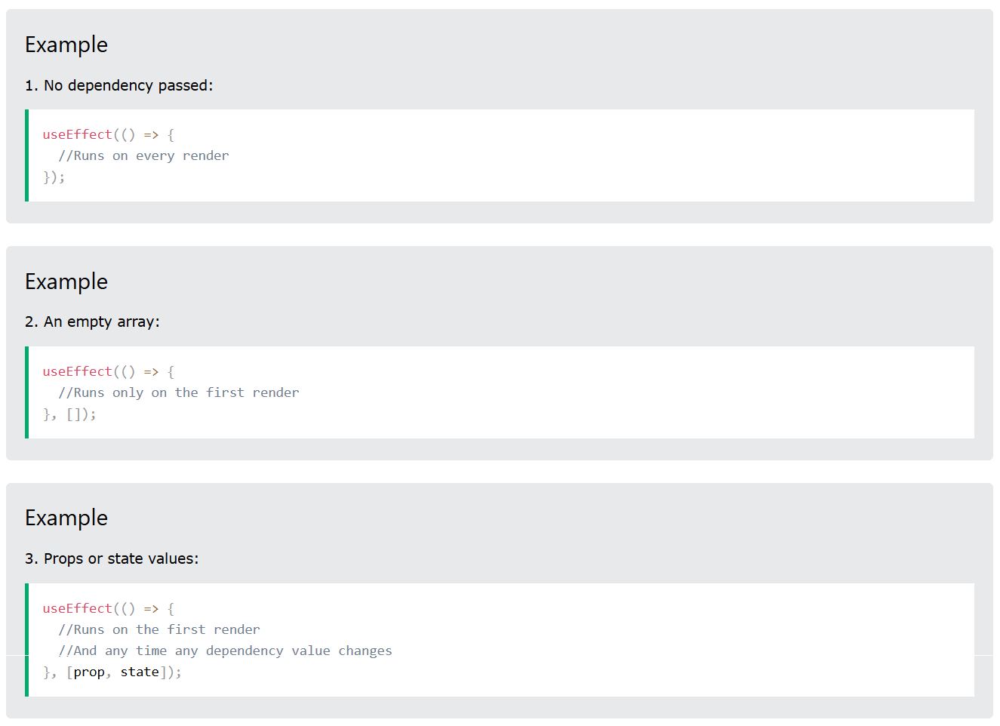 Example
1. No dependency passed:
useEffect(() => {
  //Runs on every render
});
Example
2. An empty array:
useEffect(() => {
  //Runs only on the first render
}, []);
Example
3. Props or state values:
useEffect(() => {
  //Runs on the first render
  //And any time any dependency value changes
}, [prop, state]);